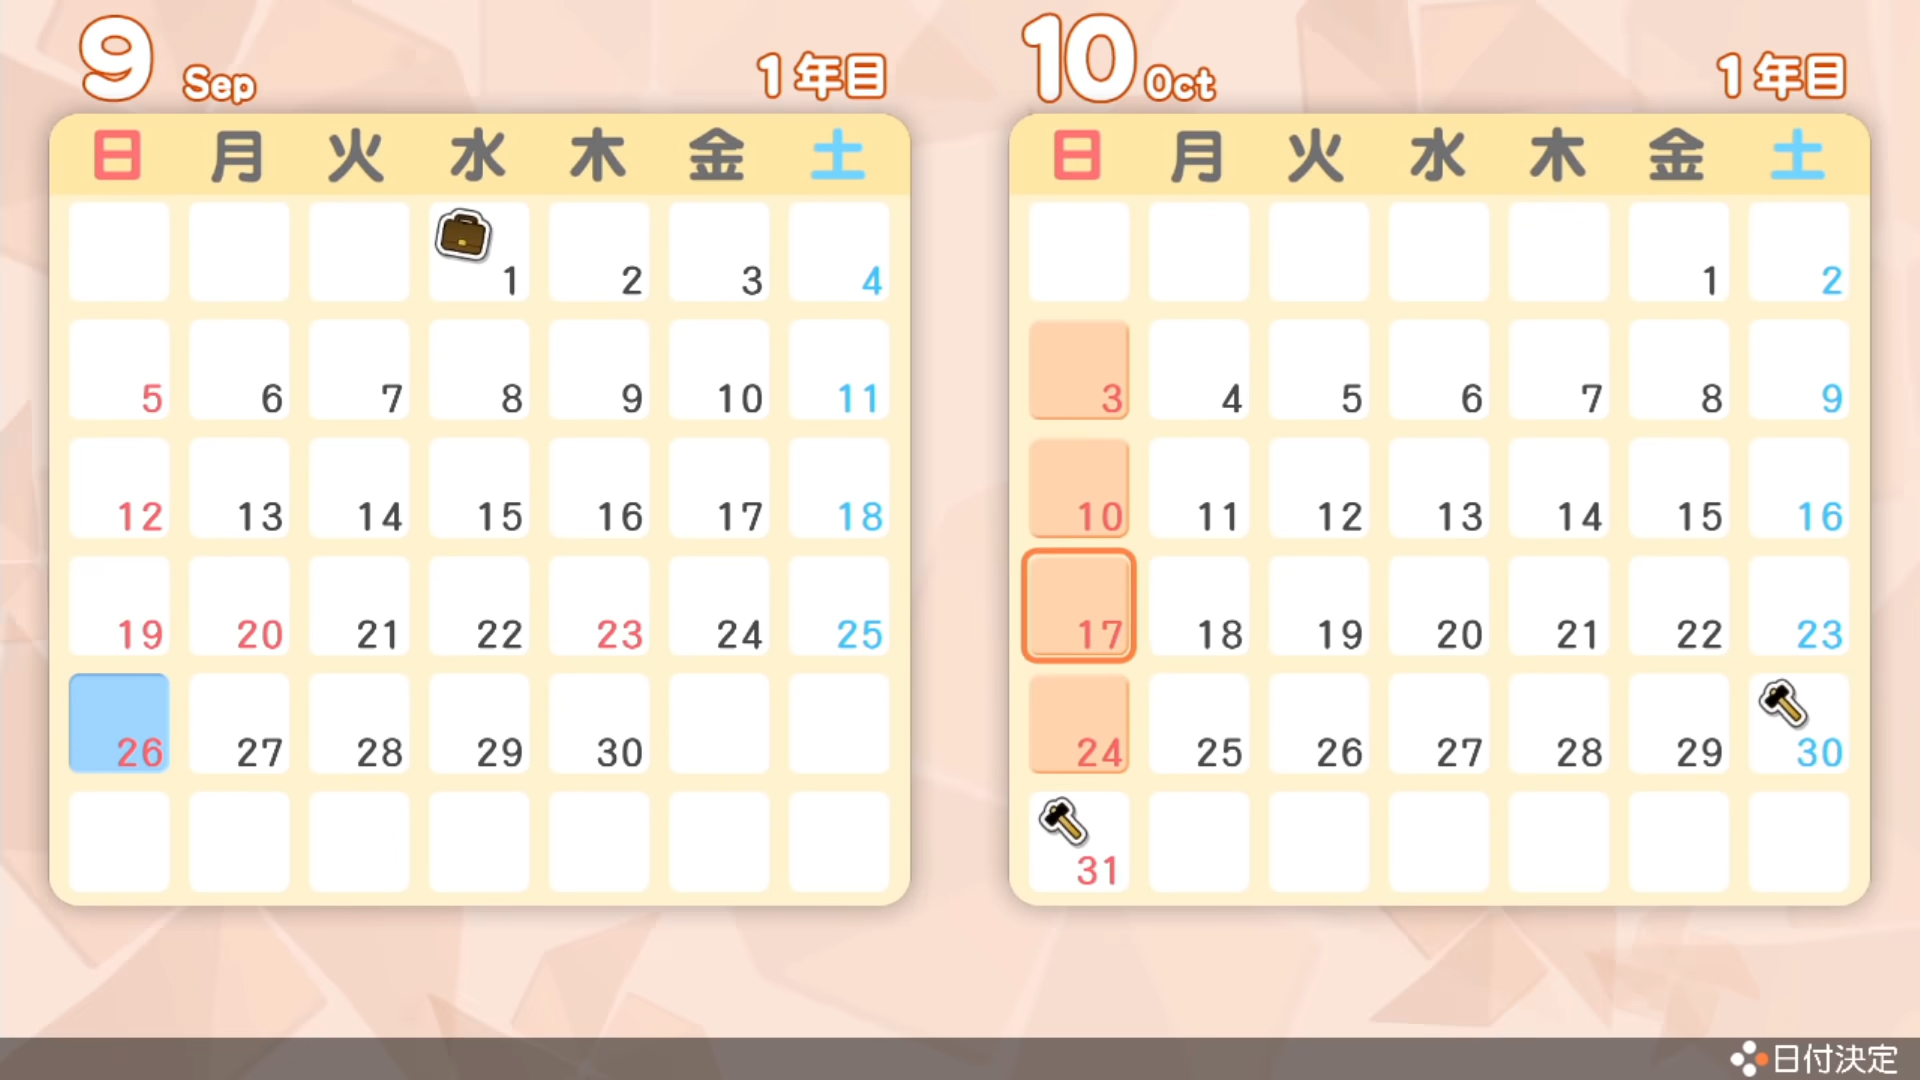 9 Sep 1年目
日 月 火 水 木 金 土
1 2 3 4
5 6 7 8 9 10 11
12 13 14 15 16 17 18
19 20 21 22 23 24 25
26 27 28 29 30
10 Oct 1年目
日 月 火 水 木 金 土
1 2
3 4 5 6 7 8 9
10 11 12 13 14 15 16
17 18 19 20 21 22 23
24 25 26 27 28 29 30
31
日付決定